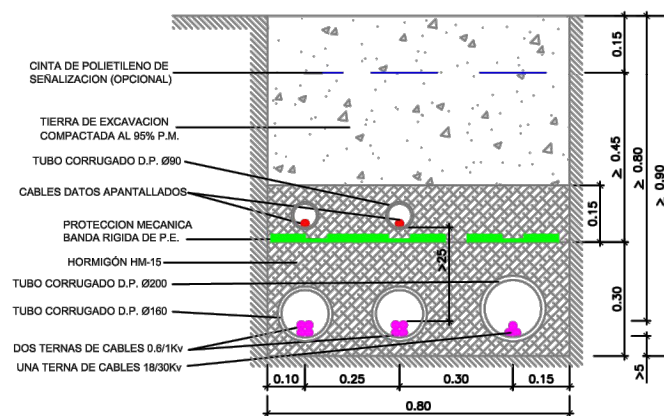 CINTA DE POLIETILENO DE
SEÑALIZACION (OPCIONAL)
TIERRA DE EXCAVACION
COMPACTADA AL 95% P.M.
TUBO CORRUGADO D.P. Ø90
CABLES DATOS APANTALLADOS
PROTECCION MECANICA
BANDA RIGIDA DE P.E.
HORMIGÓN HM-15
TUBO CORRUGADO D.P. Ø200
TUBO CORRUGADO D.P. Ø160
DOS TERNAS DE CABLES 0.6/1Kv
UNA TERNA DE CABLES 18/30Kv
0.15
≥ 0.45
≥ 0.80
≥ 0.90
0.15
>25
0.30
>5
0.10
0.25
0.30
0.15
0.80